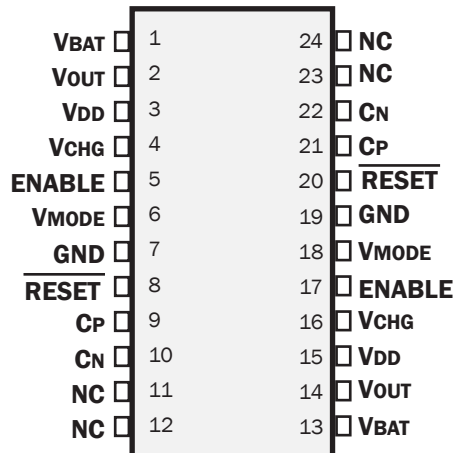 VBAT 1 24 NC
VOUT 2 23 NC
VDD 3 22 CN
VCHG 4 21 CP
ENABLE 5 20 RESET
VMODE 6 19 GND
GND 7 18 VMODE
RESET 8 17 ENABLE
CP 9 16 VCHG
CN 10 15 VDD
NC 11 14 VOUT
NC 12 13 VBAT